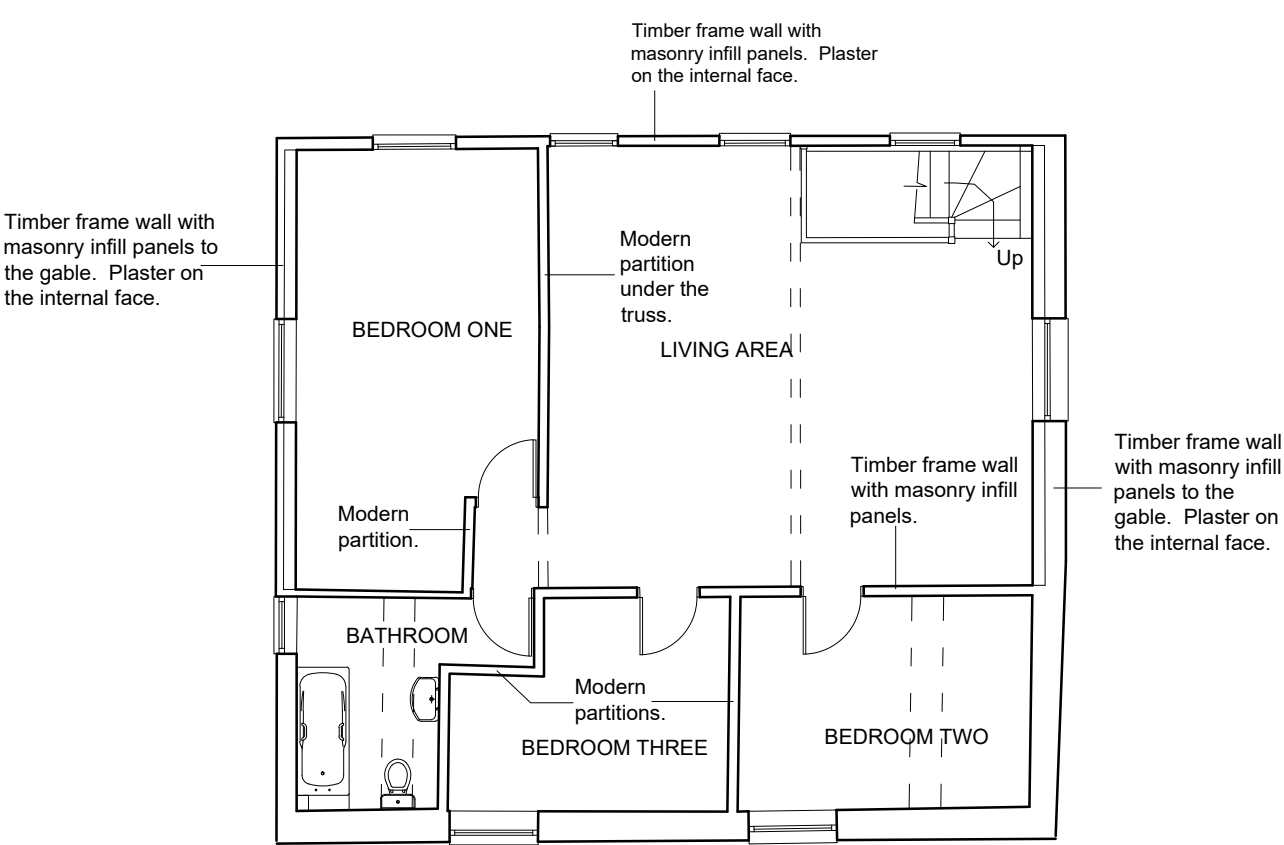 Timber frame wall with
masonry infill panels.  Plaster
on the internal face.
Timber frame wall with
masonry infill panels to
the gable.  Plaster on
the internal face.
Modern
partition
under the
truss.
Up
BEDROOM ONE
LIVING AREA
Timber frame wall
with masonry infill
panels to the
gable.  Plaster on
the internal face.
Timber frame wall
with masonry infill
panels.
Modern
partition.
BATHROOM
Modern
partitions.
BEDROOM THREE
BEDROOM TWO